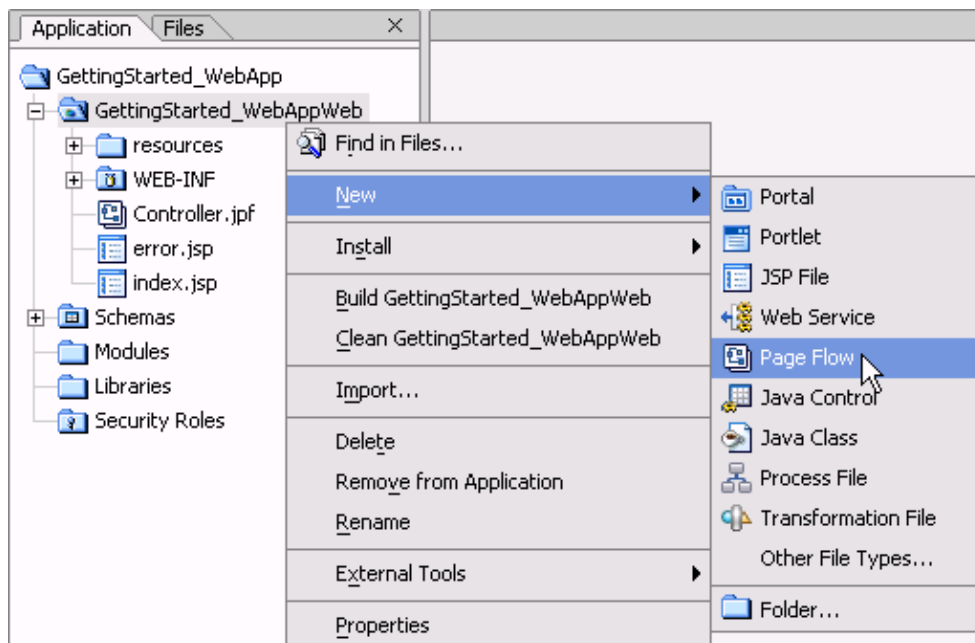 Application Files
GettingStarted_WebApp
GettingStarted_WebAppWeb
resources
WEB-INF
Controller.jpf
error.jsp
index.jsp
Schemas
Modules
Libraries
Security Roles
Find in Files...
New
Install
Build GettingStarted_WebAppWeb
Clean GettingStarted_WebAppWeb
Import...
Delete
Remove from Application
Rename
External Tools
Properties
Portal
Portlet
JSP File
Web Service
Page Flow
Java Control
Java Class
Process File
Transformation File
Other File Types...
Folder...